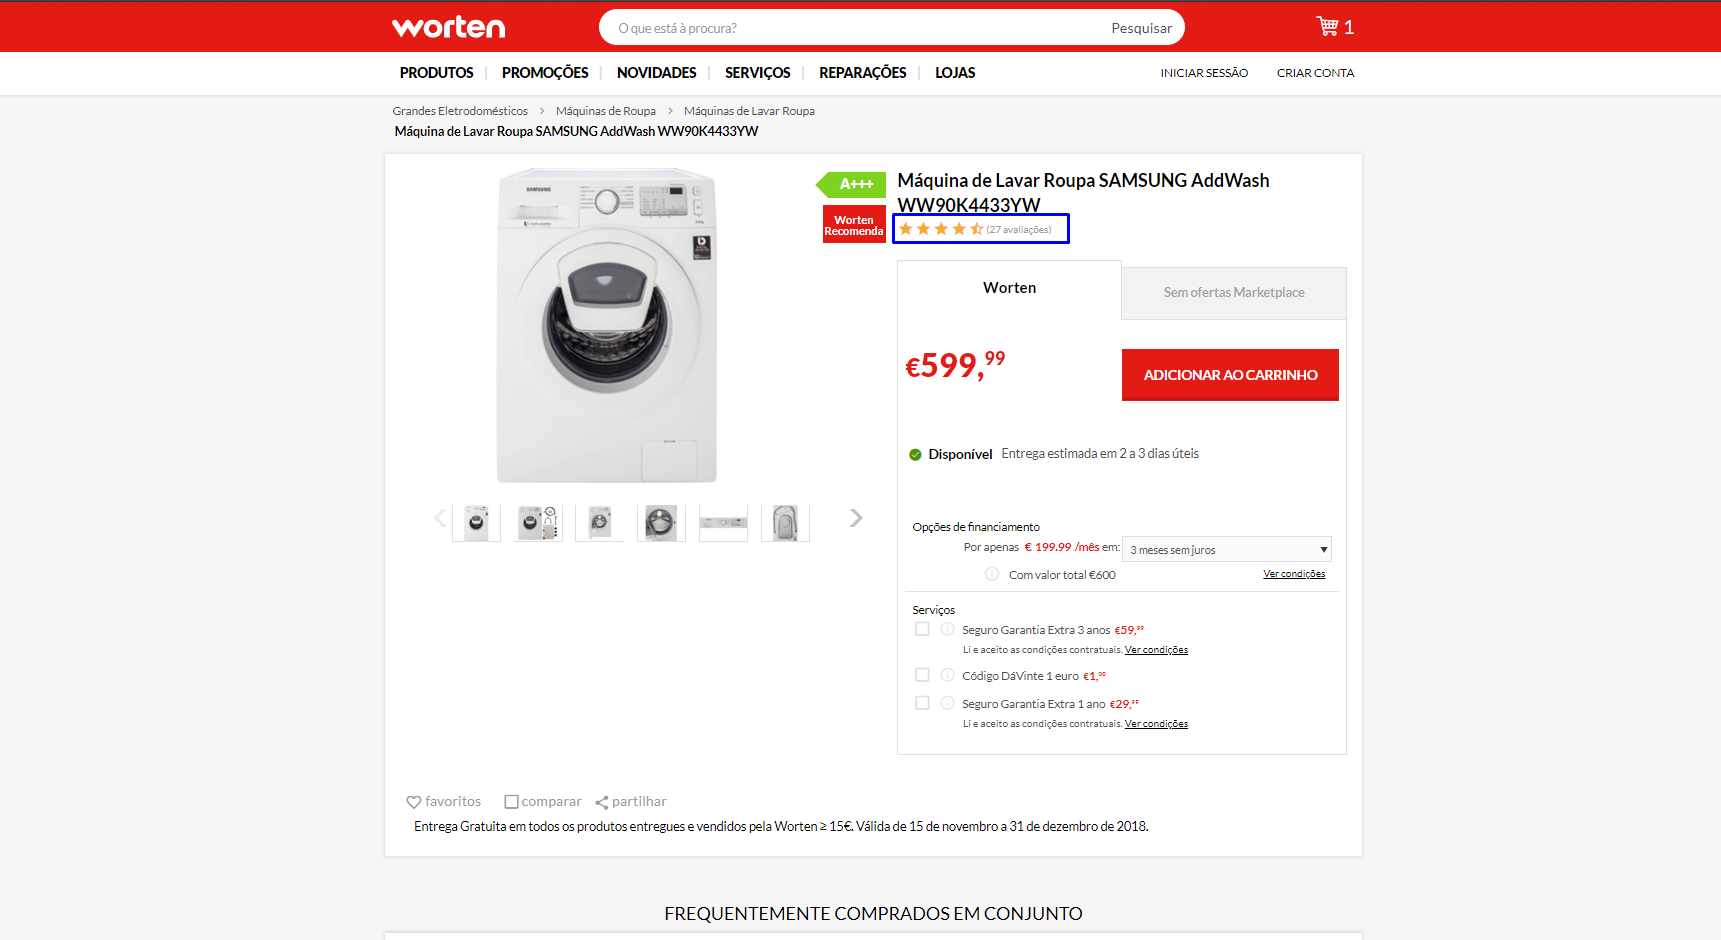 worten
O que está à procura?
Pesquisar
1
PRODUTOS
PROMOÇÕES
NOVIDADES
SERVIÇOS
REPARAÇÕES
LOJAS
INICIAR SESSÃO
CRIAR CONTA
Grandes Eletrodomésticos > Máquinas de Roupa > Máquinas de Lavar Roupa
Máquina de Lavar Roupa SAMSUNG AddWash WW90K4433YW
SAMSUNG
A+++
Worten
Recomenda
Máquina de Lavar Roupa SAMSUNG AddWash
WW90K4433YW
(27 avaliações)
Worten
Sem ofertas Marketplace
€599,99
ADICIONAR AO CARRINHO
Disponível Entrega estimada em 2 a 3 dias úteis
Opções de financiamento
Por apenas € 199.99 /mês em:
3 meses sem juros
Com valor total €600
Ver condições
Serviços
Seguro Garantia Extra 3 anos €59,99
Li e aceito as condições contratuais. Ver condições
Código DáVinte 1 euro €1,00
Seguro Garantia Extra 1 ano €29,99
Li e aceito as condições contratuais. Ver condições
favoritos
comparar
partilhar
Entrega Gratuita em todos os produtos entregues e vendidos pela Worten ≥ 15€. Válida de 15 de novembro a 31 de dezembro de 2018.
FREQUENTEMENTE COMPRADOS EM CONJUNTO